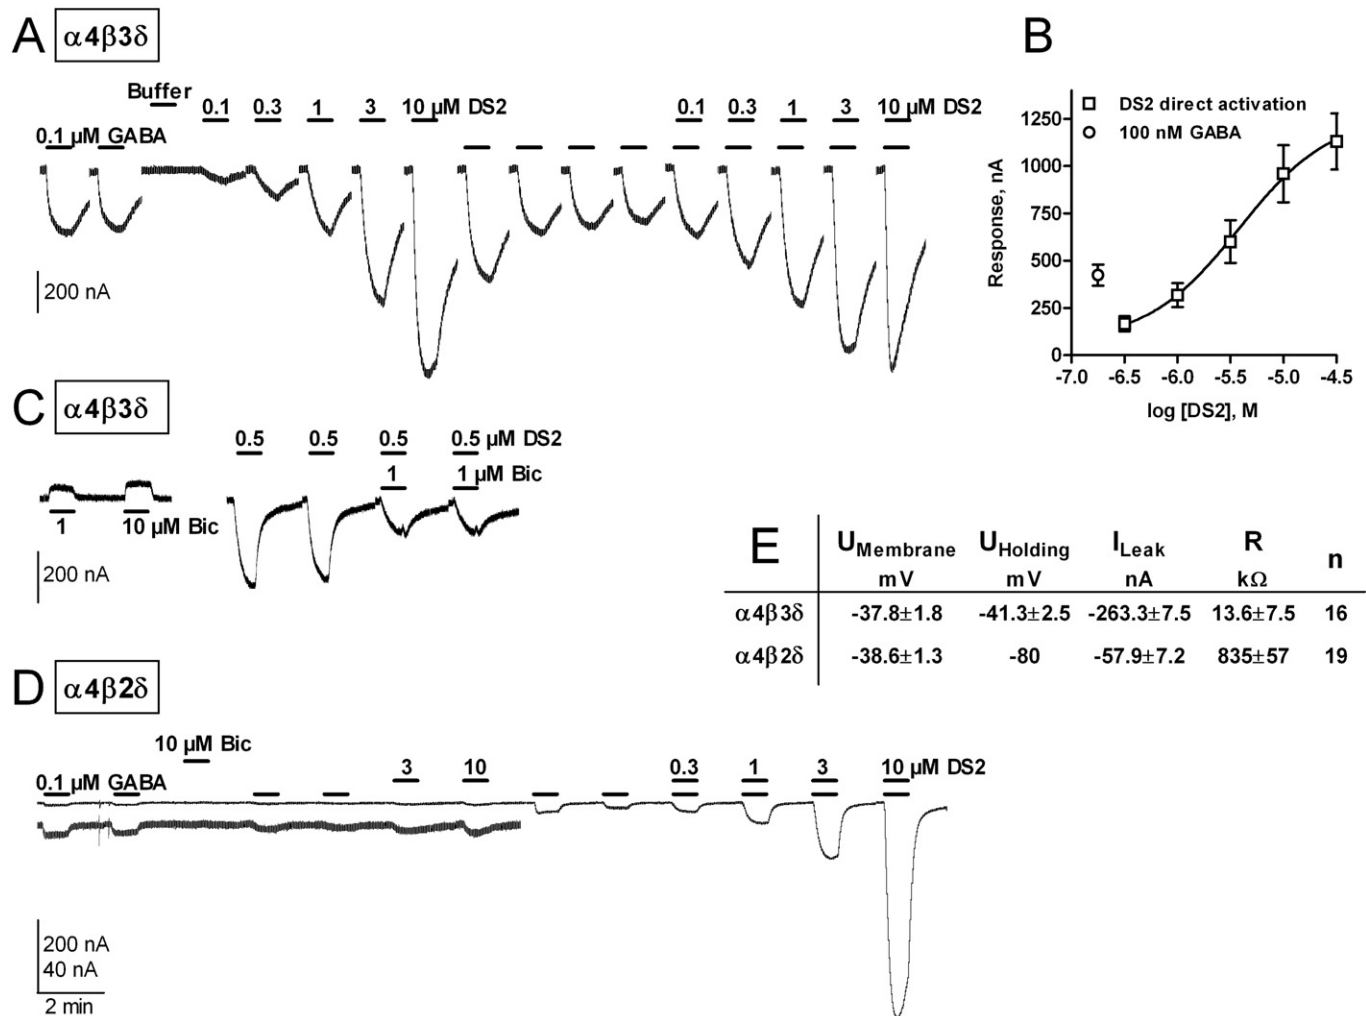 A α4β3δ
Buffer
0.1 0.3 1 3 10 µM DS2 0.1 0.3 1 3 10 µM DS2
0.1 µM GABA
200 nA
B
DS2 direct activation
100 nM GABA
Response, nA
1250
1000
750
500
250
0
-7.0 -6.5 -6.0 -5.5 -5.0 -4.5
log [DS2], M
C α4β3δ
0.5 0.5 0.5 0.5 µM DS2
1 1 µM Bic
1 10 µM Bic
200 nA
E UMembrane UHolding ILeak R n
mV mV nA kΩ
α4β3δ -37.8±1.8 -41.3±2.5 -263.3±7.5 13.6±7.5 16
α4β2δ -38.6±1.3 -80 -57.9±7.2 835±57 19
D α4β2δ
10 µM Bic
0.1 µM GABA 3 10 0.3 1 3 10 µM DS2
200 nA
40 nA
2 min